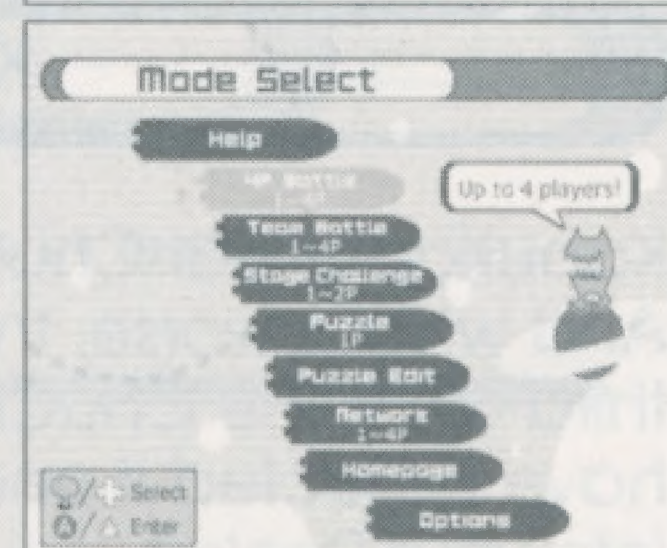 Mode Select
Help
4P Battle
1~4P
Up to 4 players!
Team Battle
1~4P
Stage Challenge
1~2P
Puzzle
1P
Puzzle Edit
Network
1~4P
Homepage
Options
/ Select
A / Enter